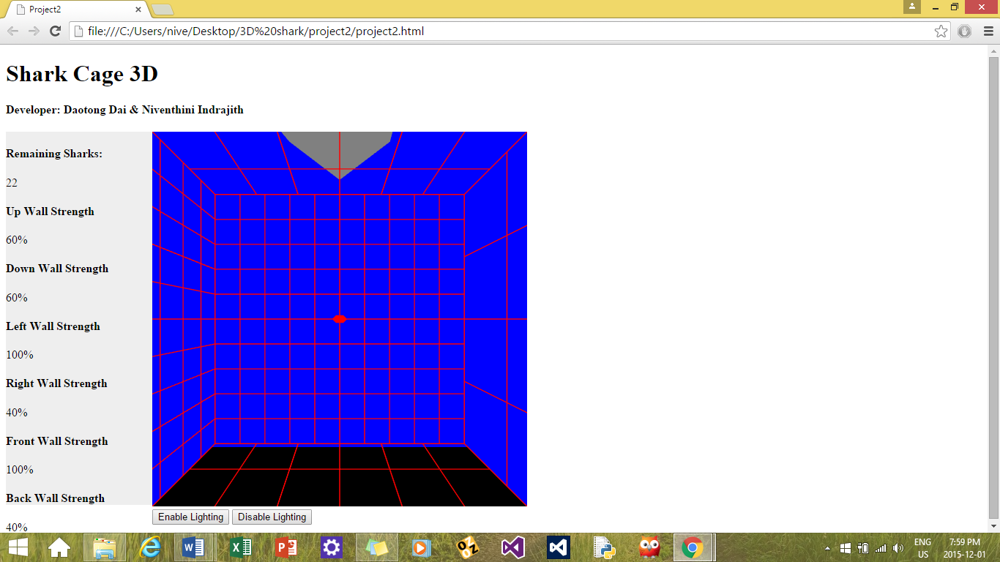 Project2
file:///C:/Users/nive/Desktop/3D%20shark/project2/project2.html
Shark Cage 3D
Developer: Daotong Dai & Niventhini Indrajith
Remaining Sharks:
22
Up Wall Strength
60%
Down Wall Strength
60%
Left Wall Strength
100%
Right Wall Strength
40%
Front Wall Strength
100%
Back Wall Strength
40%
Enable Lighting Disable Lighting
ENG 7:59 PM
US 2015-12-01